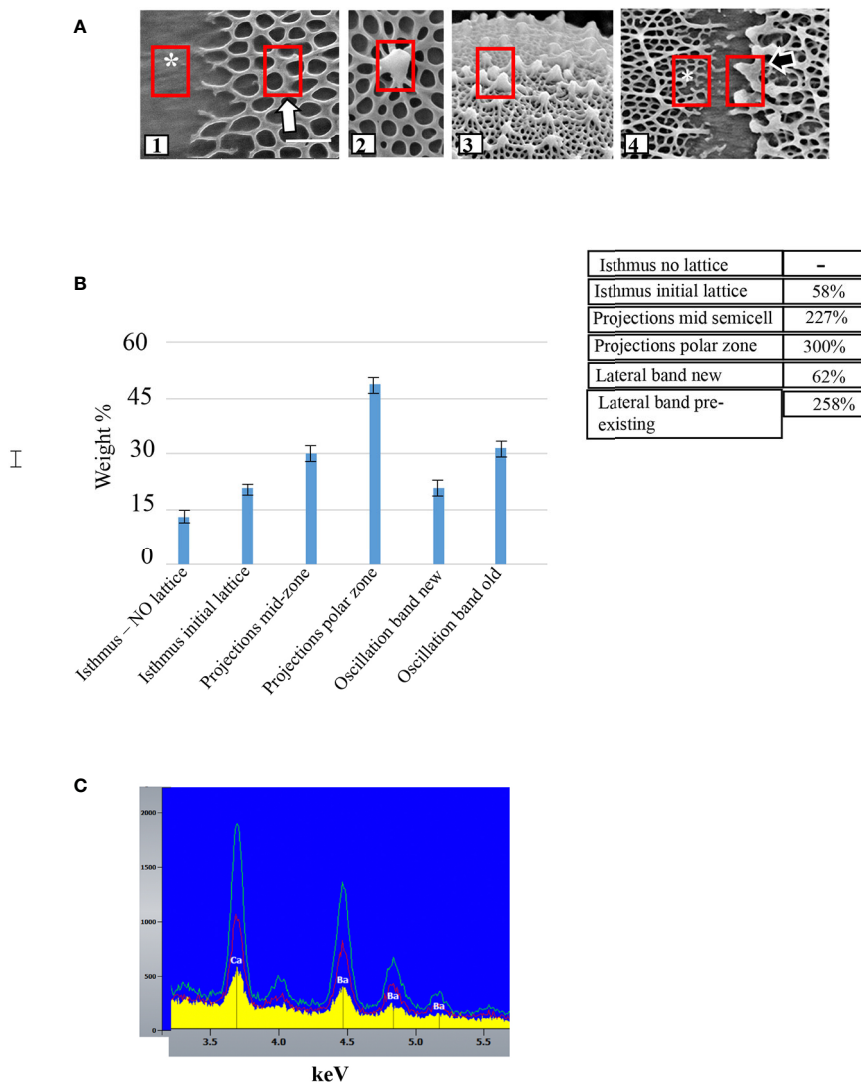 A
*
1
2
3
*
4
B
Isthmus no lattice –
Isthmus initial lattice 58%
Projections mid semicell 227%
Projections polar zone 300%
Lateral band new 62%
Lateral band pre-
existing 258%
Weight %
60
45
30
15
0
Isthmus – NO lattice
Isthmus initial lattice
Projections mid-zone
Projections polar zone
Oscillation band new
Oscillation band old
C
2000
1500
1000
500
0
Ca
Ba
Ba
Ba
3.5 4.0 4.5 5.0 5.5
keV